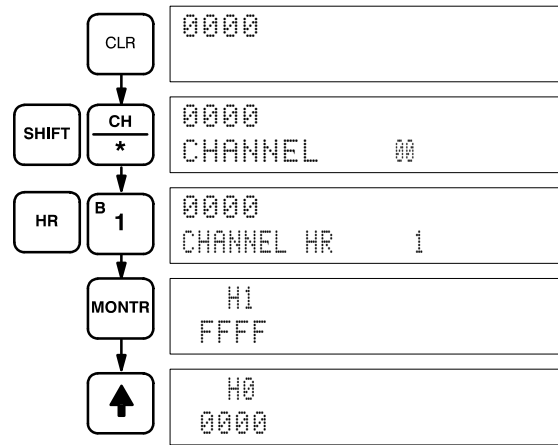 CLR
0000
SHIFT
CH
*
0000
CHANNEL 00
HR
B 1
0000
CHANNEL HR 1
MONTR
H1
FFFF
H0
0000